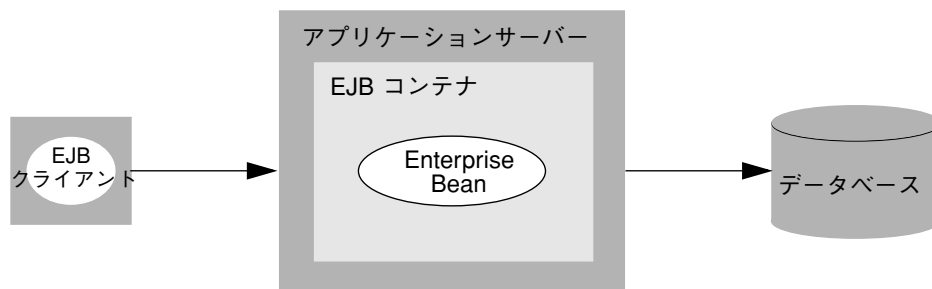 アプリケーションサーバー
EJB コンテナ
EJB
クライアント
Enterprise
Bean
データベース